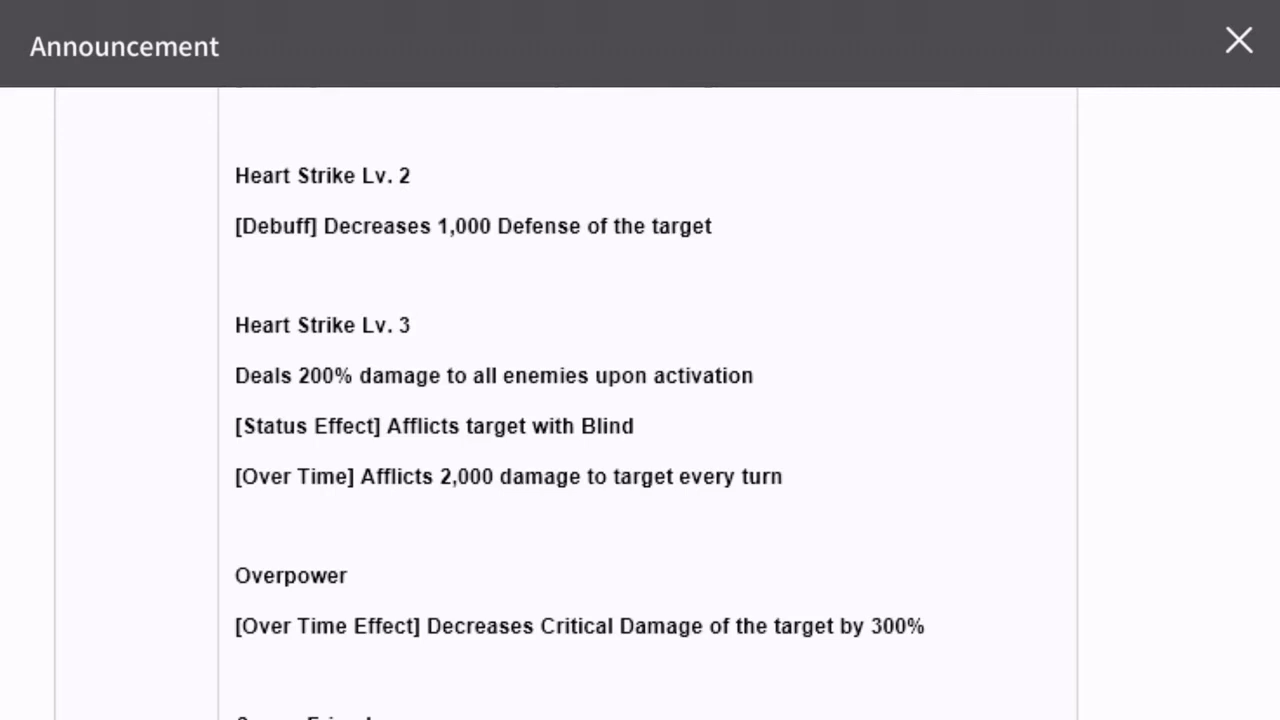 Announcement
Heart Strike Lv. 2
[Debuff] Decreases 1,000 Defense of the target
Heart Strike Lv. 3
Deals 200% damage to all enemies upon activation
[Status Effect] Afflicts target with Blind
[Over Time] Afflicts 2,000 damage to target every turn
Overpower
[Over Time Effect] Decreases Critical Damage of the target by 300%